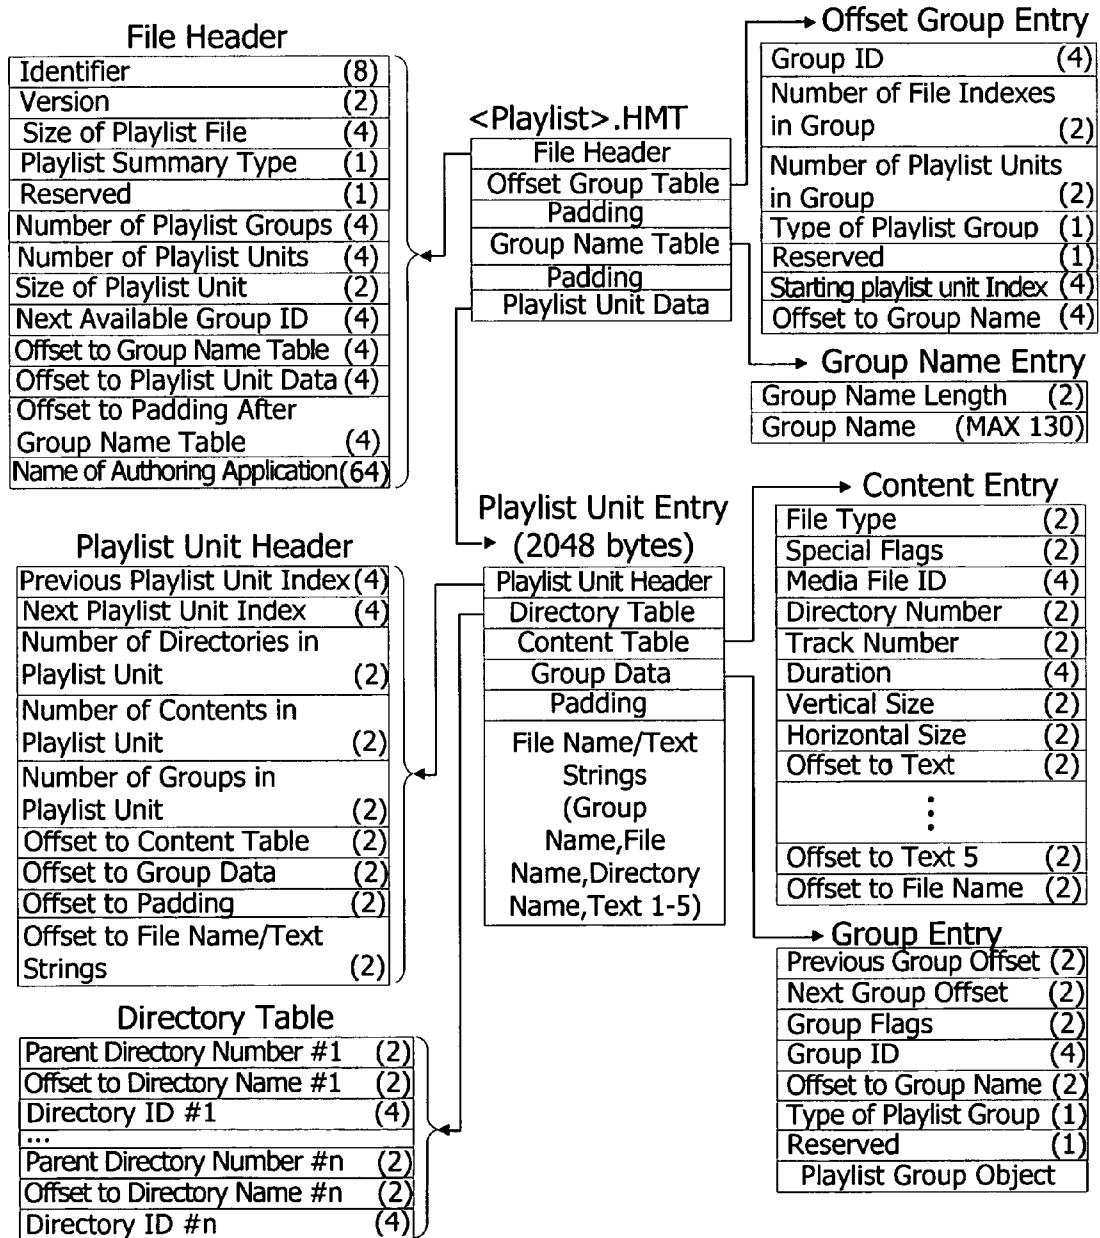 File Header
Identifier (8)
Version (2)
Size of Playlist File (4)
Playlist Summary Type (1)
Reserved (1)
Number of Playlist Groups (4)
Number of Playlist Units (4)
Size of Playlist Unit (2)
Next Available Group ID (4)
Offset to Group Name Table (4)
Offset to Playlist Unit Data (4)
Offset to Padding After
Group Name Table (4)
Name of Authoring Application (64)
<Playlist>.HMT
File Header
Offset Group Table
Padding
Group Name Table
Padding
Playlist Unit Data
Offset Group Entry
Group ID (4)
Number of File Indexes
in Group (2)
Number of Playlist Units
in Group (2)
Type of Playlist Group (1)
Reserved (1)
Starting playlist unit Index (4)
Offset to Group Name (4)
Group Name Entry
Group Name Length (2)
Group Name (MAX 130)
Playlist Unit Header
Previous Playlist Unit Index (4)
Next Playlist Unit Index (4)
Number of Directories in
Playlist Unit (2)
Number of Contents in
Playlist Unit (2)
Number of Groups in
Playlist Unit (2)
Offset to Content Table (2)
Offset to Group Data (2)
Offset to Padding (2)
Offset to File Name/Text
Strings (2)
Playlist Unit Entry
(2048 bytes)
Playlist Unit Header
Directory Table
Content Table
Group Data
Padding
File Name/Text
Strings
(Group
Name,File
Name,Directory
Name,Text 1-5)
Content Entry
File Type (2)
Special Flags (2)
Media File ID (4)
Directory Number (2)
Track Number (2)
Duration (4)
Vertical Size (2)
Horizontal Size (2)
Offset to Text (2)
⋮
Offset to Text 5 (2)
Offset to File Name (2)
Group Entry
Previous Group Offset (2)
Next Group Offset (2)
Group Flags (2)
Group ID (4)
Offset to Group Name (2)
Type of Playlist Group (1)
Reserved (1)
Playlist Group Object
Directory Table
Parent Directory Number #1 (2)
Offset to Directory Name #1 (2)
Directory ID #1 (4)
...
Parent Directory Number #n (2)
Offset to Directory Name #n (2)
Directory ID #n (4)